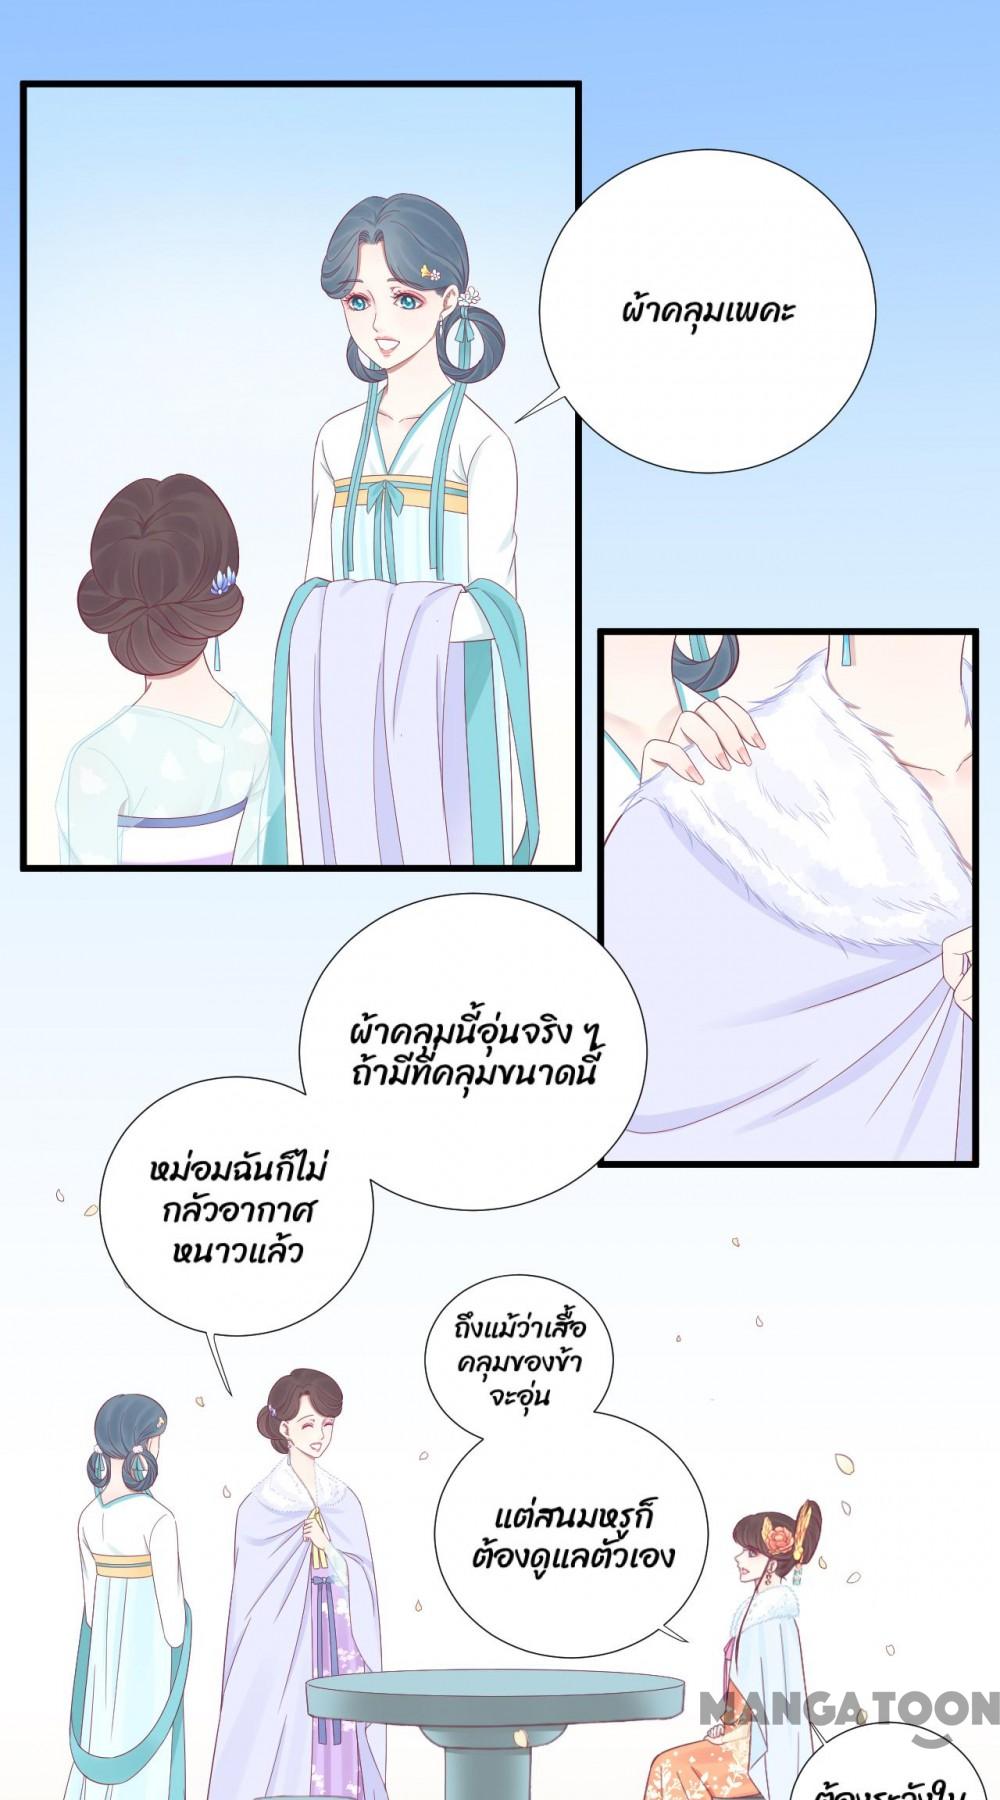 ผ้าคลุมเพคะ
ผ้าคลุมนี้อุ่นจริง ๆ
ถ้ามีที่คลุมขนาดนี้
หม่อมฉันก็ไม่
กลัวอากาศ
หนาวแล้ว
ถึงแม้ว่าเสื้อ
คลุมของข้า
จะอุ่น
แต่สนมหรูก็
ต้องดูแลตัวเอง
MANGATOON